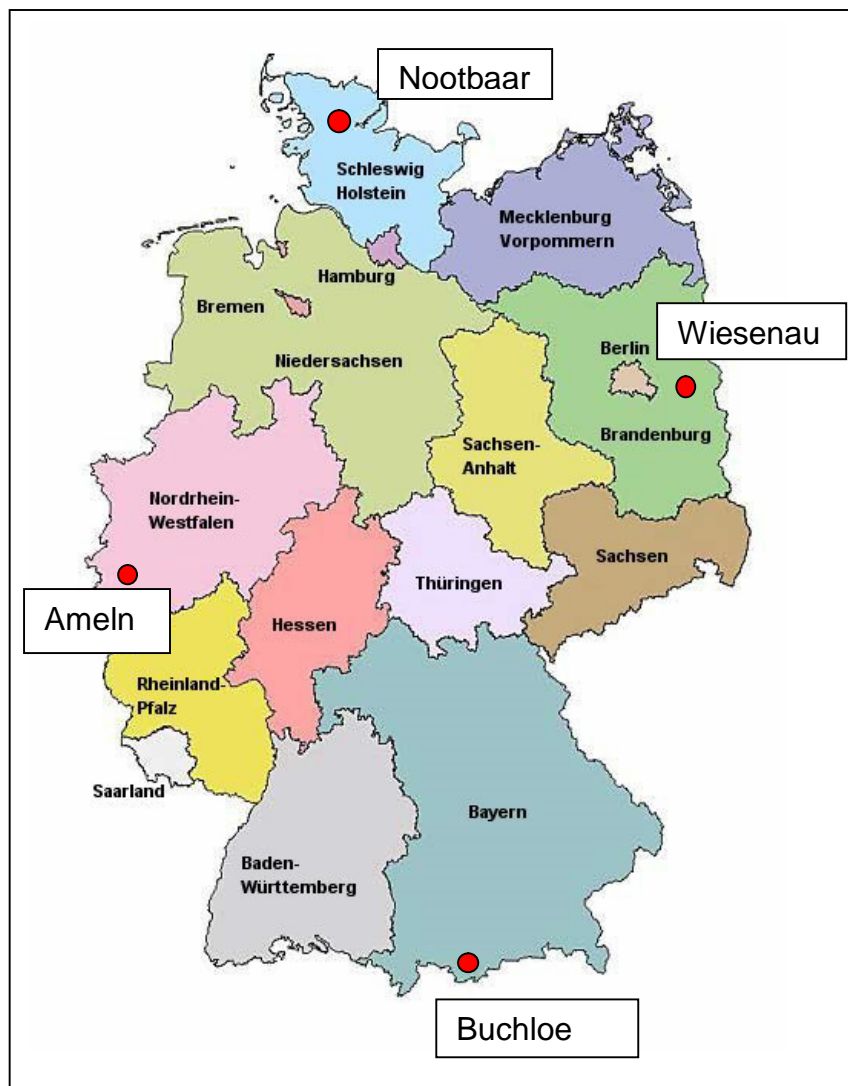 Nootbaar
Schleswig
Holstein
Mecklenburg
Vorpommern
Hamburg
Bremen
Wiesenau
Berlin
Niedersachsen
Brandenburg
Sachsen-
Anhalt
Nordrhein-
Westfalen
Sachsen
Thüringen
Ameln
Hessen
Rheinland-
Pfalz
Saarland
Bayern
Baden-
Württemberg
Buchloe